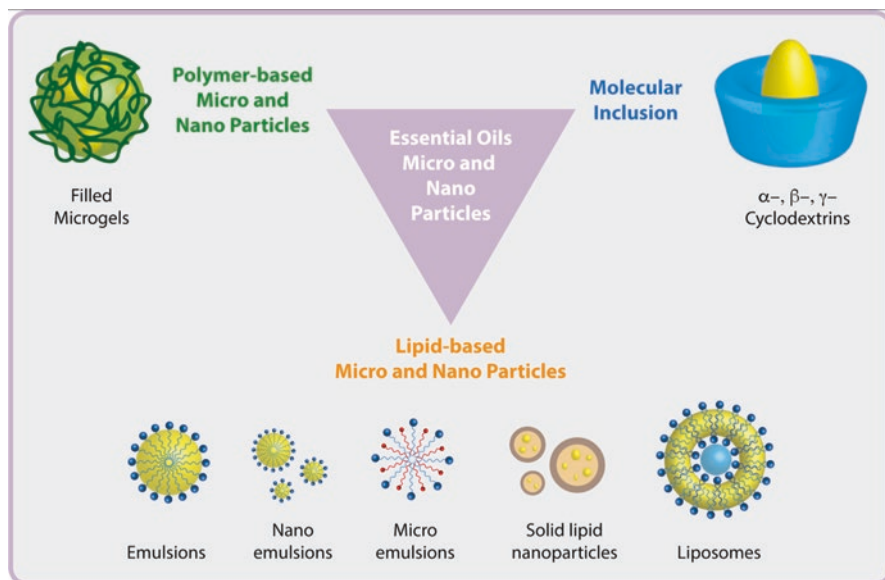 Polymer-based
Micro and
Nano Particles
Filled
Microgels
Essential Oils
Micro and
Nano
Particles
Molecular
Inclusion
α–, β–, γ–
Cyclodextrins
Lipid-based
Micro and Nano Particles
Emulsions
Nano
emulsions
Micro
emulsions
Solid lipid
nanoparticles
Liposomes